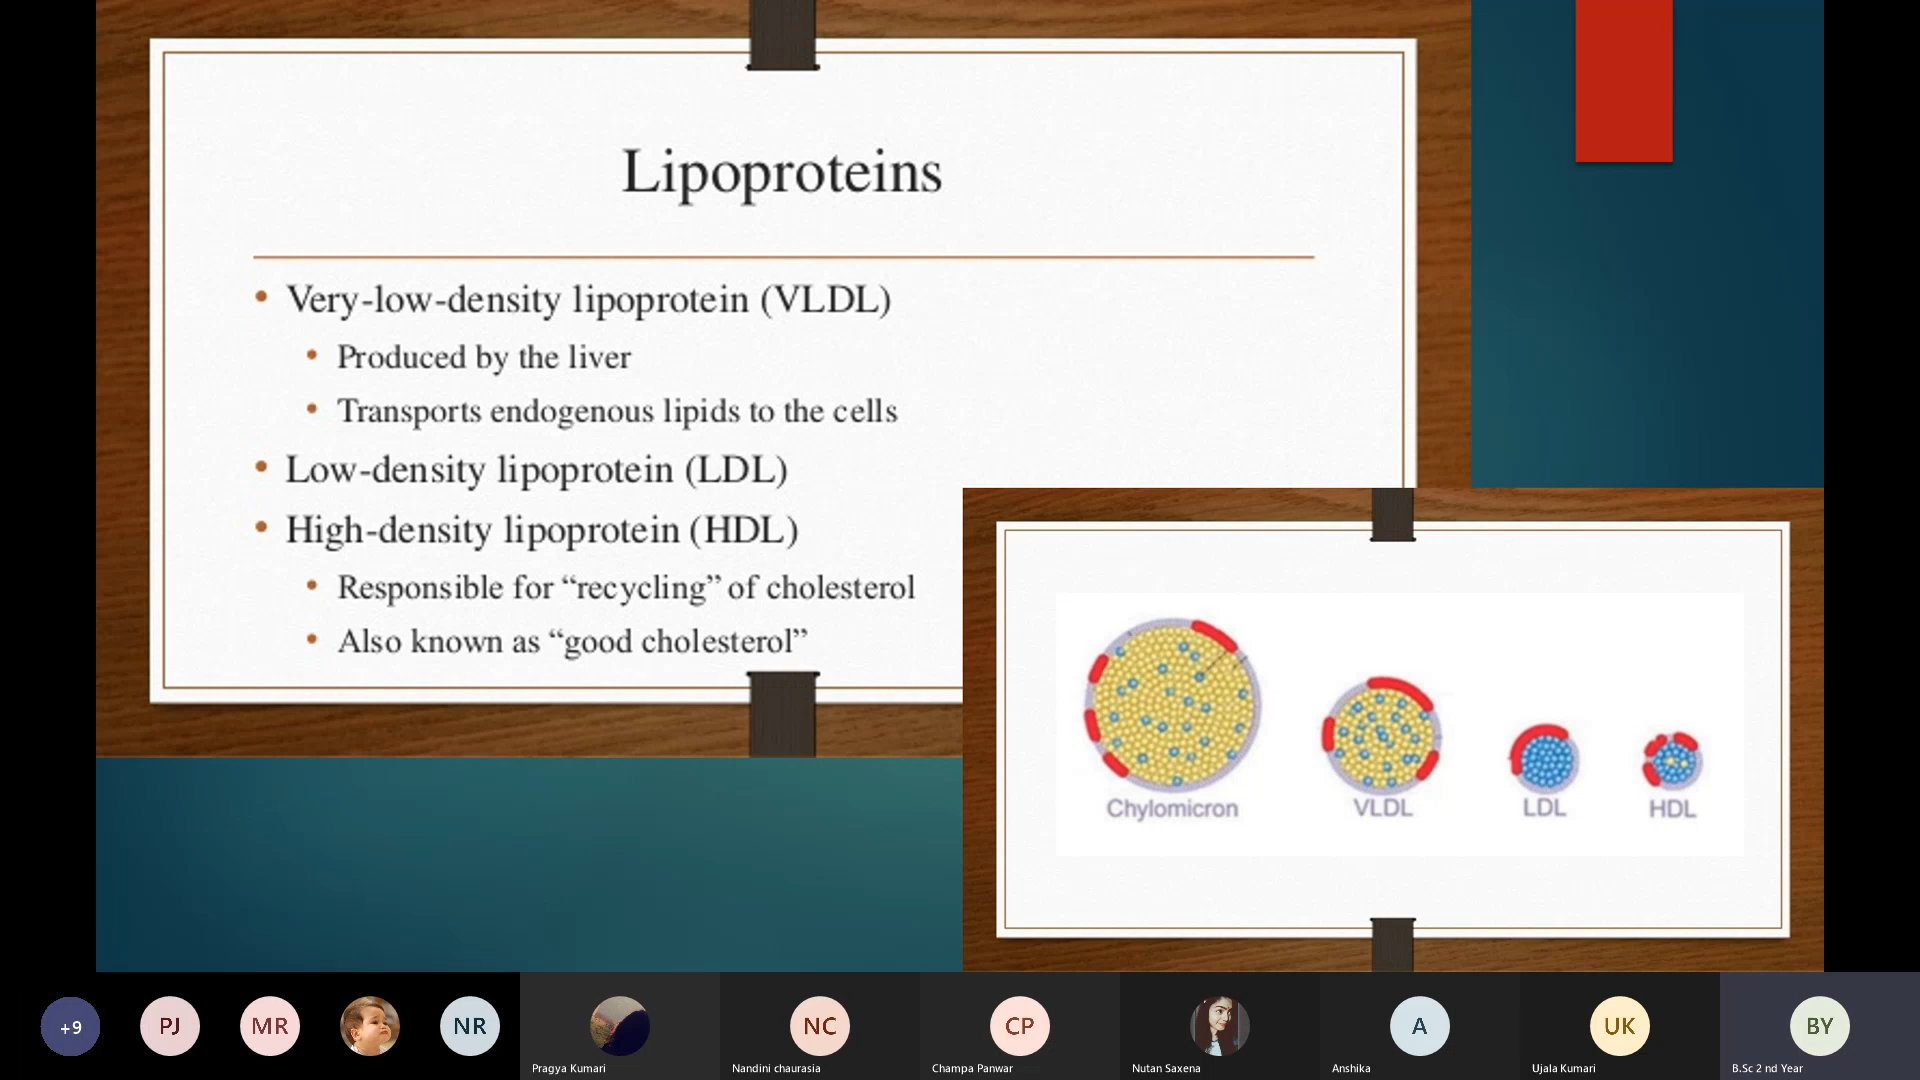 Lipoproteins
• Very-low-density lipoprotein (VLDL)
• Produced by the liver
• Transports endogenous lipids to the cells
• Low-density lipoprotein (LDL)
• High-density lipoprotein (HDL)
• Responsible for “recycling” of cholesterol
• Also known as “good cholesterol”
Chylomicron
VLDL
LDL
HDL
+9
PJ
MR
NR
NC
CP
A
UK
BY
Pragya Kumari
Nandini chaurasia
Champa Panwar
Nutan Saxena
Anshika
Ujala Kumari
B.Sc 2 nd Year